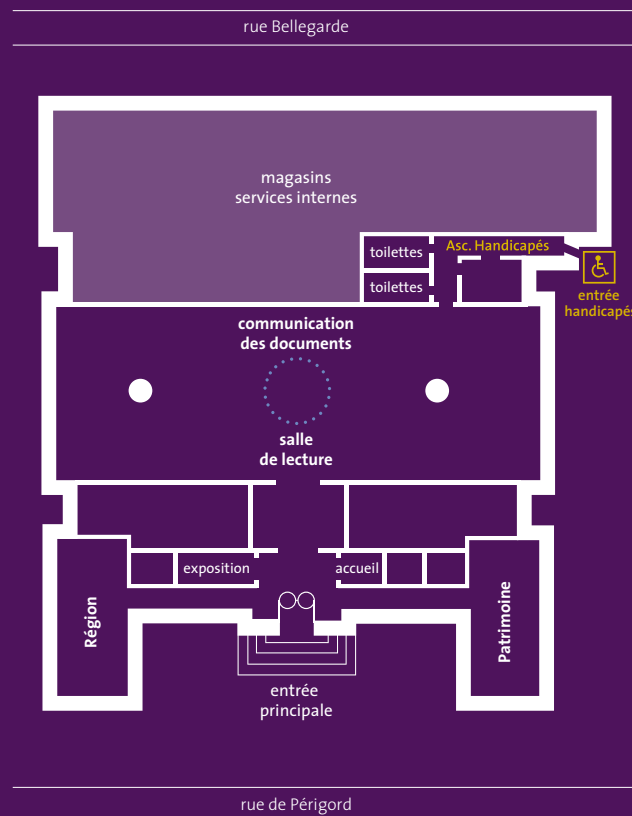 rue Bellegarde
magasins
services internes
toilettes
Asc. Handicapés
toilettes
entrée
handicapés
communication
des documents
salle
de lecture
exposition
accueil
Région
Patrimoine
entrée
principale
rue de Périgord